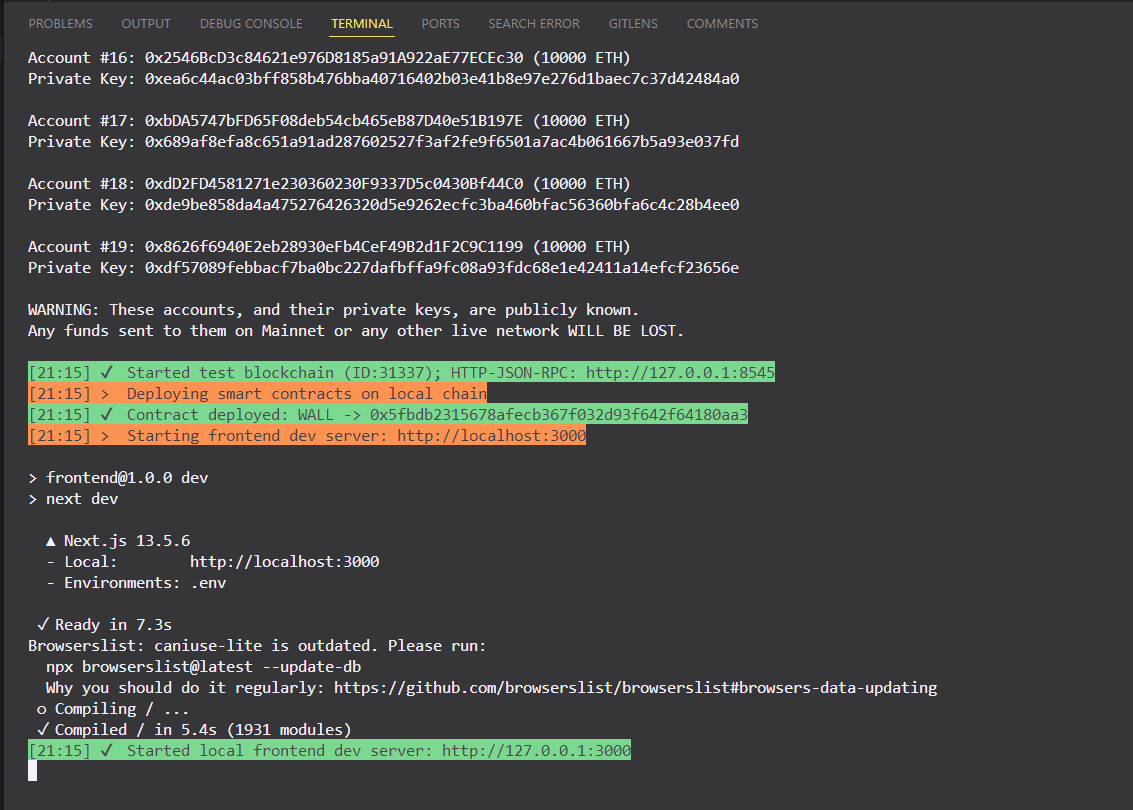 PROBLEMS OUTPUT DEBUG CONSOLE TERMINAL PORTS SEARCH ERROR GITLENS COMMENTS
Account #16: 0x2546BcD3c84621e976D8185a91A922aE77ECEc30 (10000 ETH)
Private Key: 0xea6c44ac03bff858b476bba40716402b03e41b8e97e276d1baec7c37d42484a0
Account #17: 0xbDA5747bFD65F08deb54cb465eB87D40e51B197E (10000 ETH)
Private Key: 0x689af8efa8c651a91ad287602527f3af2fe9f6501a7ac4b061667b5a93e037fd
Account #18: 0xdD2FD4581271e230360230F9337D5c0430Bf44C0 (10000 ETH)
Private Key: 0xde9be858da4a475276426320d5e9262ecfc3ba460bfac56360bfa6c4c28b4ee0
Account #19: 0x8626f6940E2eb28930eFb4CeF49B2d1F2C9C1199 (10000 ETH)
Private Key: 0xdf57089febbacf7ba0bc227dafbffa9fc08a93fdc68e1e42411a14efcf23656e
WARNING: These accounts, and their private keys, are publicly known.
Any funds sent to them on Mainnet or any other live network WILL BE LOST.
[21:15] ✓ Started test blockchain (ID:31337); HTTP-JSON-RPC: http://127.0.0.1:8545
[21:15] > Deploying smart contracts on local chain
[21:15] ✓ Contract deployed: WALL -> 0x5fbdb2315678afecb367f032d93f642f64180aa3
[21:15] > Starting frontend dev server: http://localhost:3000
> frontend@1.0.0 dev
> next dev
▲ Next.js 13.5.6
- Local: http://localhost:3000
- Environments: .env
✓ Ready in 7.3s
Browserslist: caniuse-lite is outdated. Please run:
npx browserslist@latest --update-db
Why you should do it regularly: https://github.com/browserslist/browserslist#browsers-data-updating
○ Compiling / ...
✓ Compiled / in 5.4s (1931 modules)
[21:15] ✓ Started local frontend dev server: http://127.0.0.1:3000